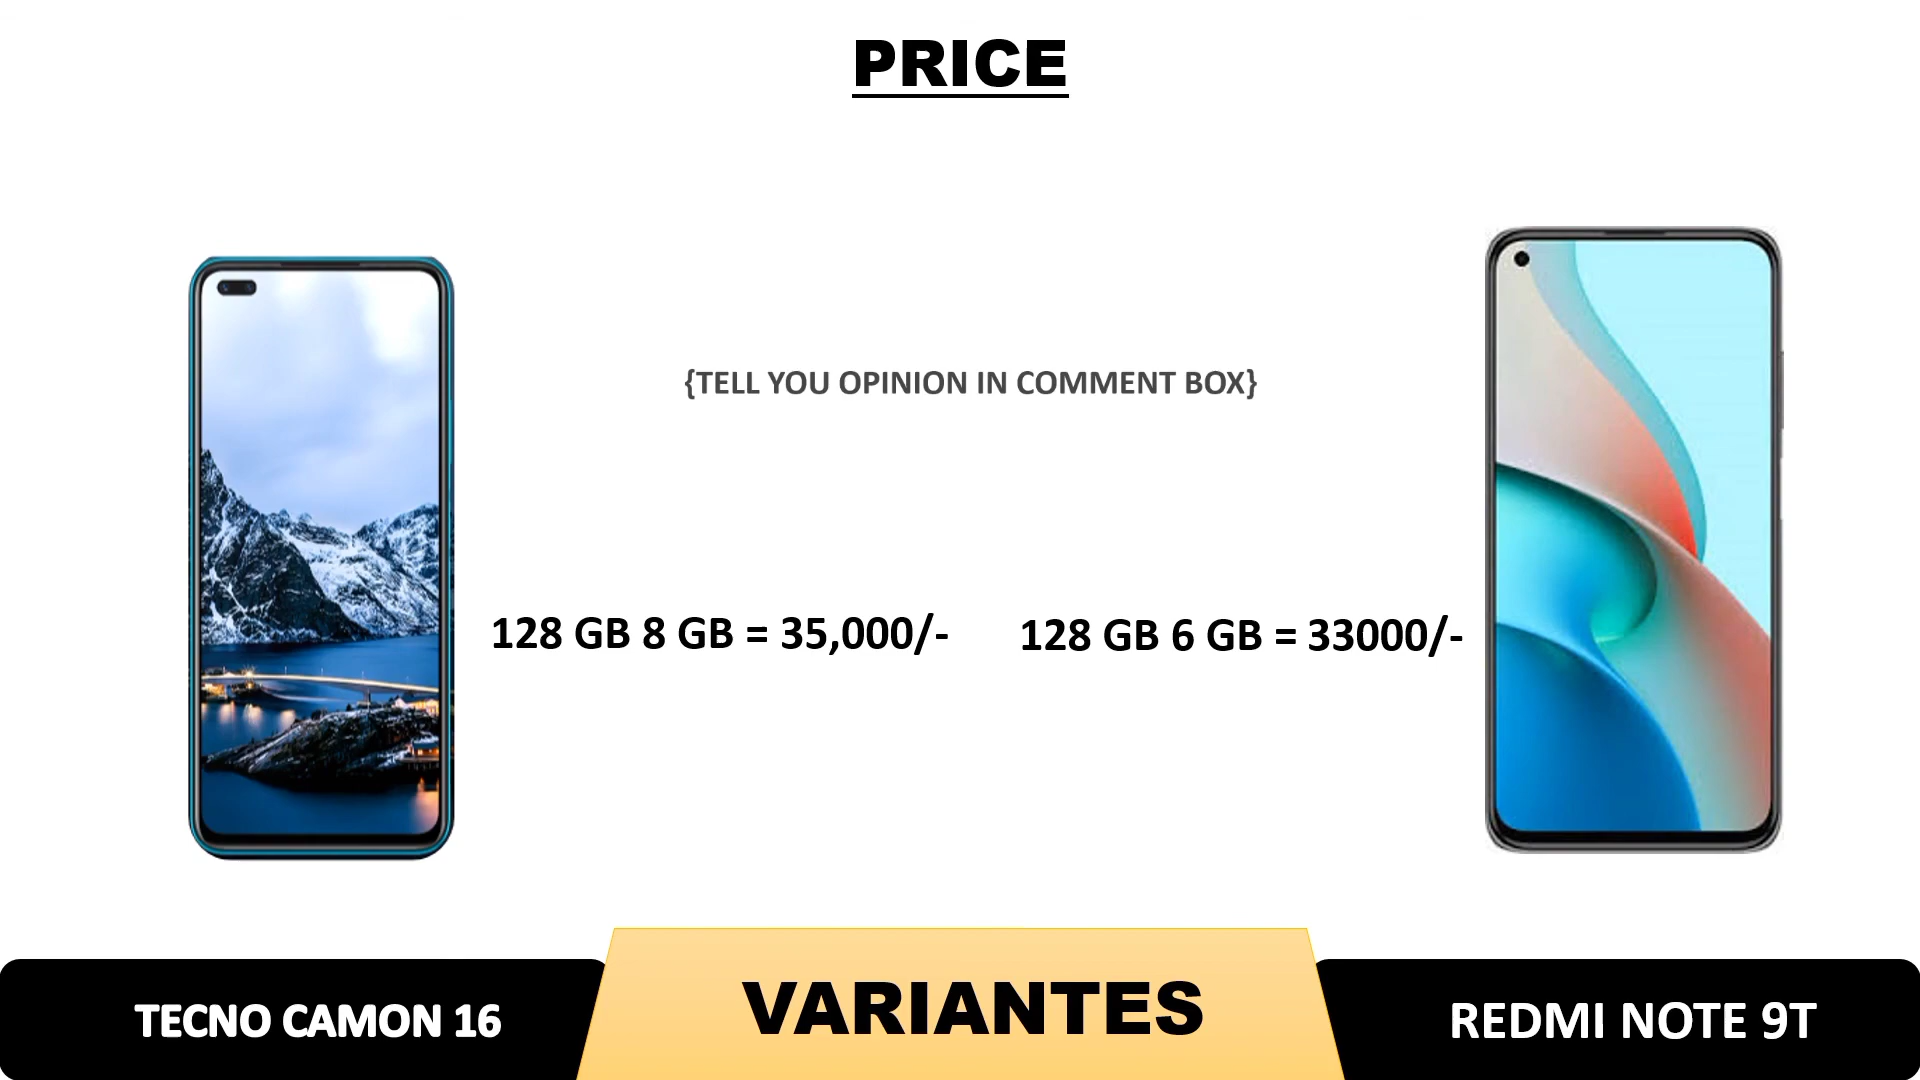 PRICE
{TELL YOU OPINION IN COMMENT BOX}
128 GB 8 GB = 35,000/-
128 GB 6 GB = 33000/-
TECNO CAMON 16
VARIANTES
REDMI NOTE 9T